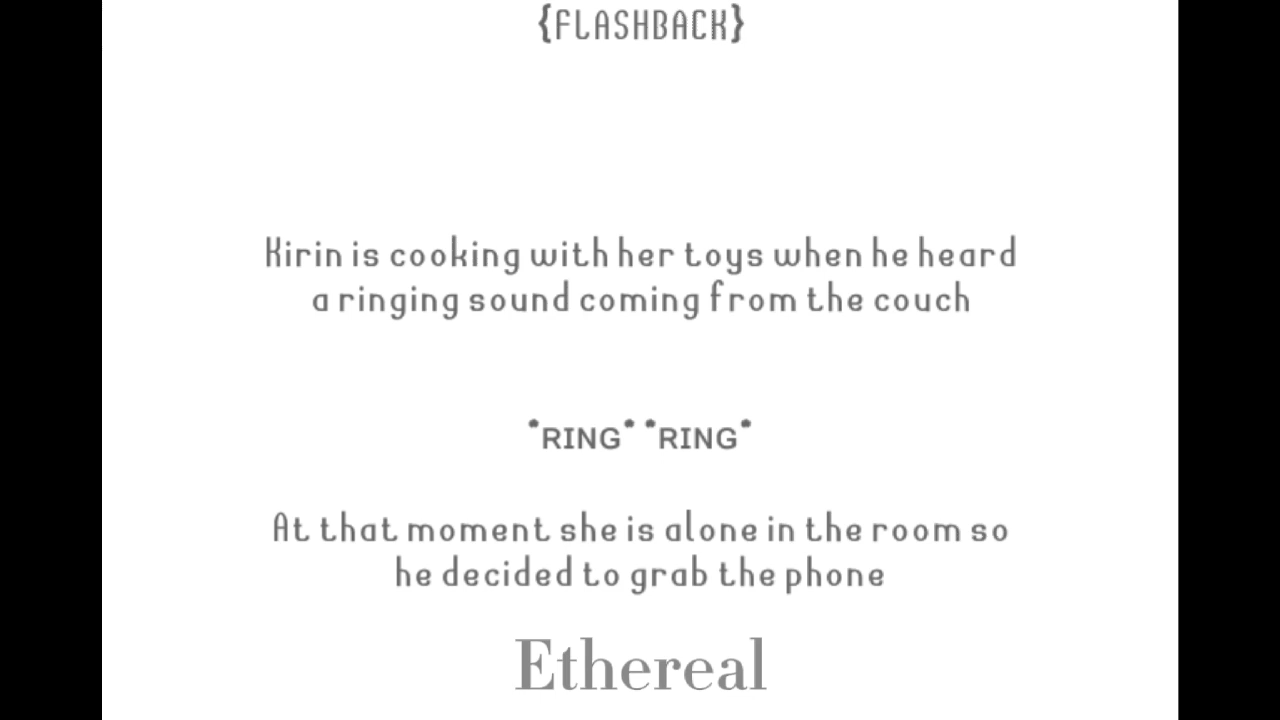 {FLASHBACK}
Kirin is cooking with her toys when he heard
a ringing sound coming from the couch
*RING* *RING*
At that moment she is alone in the room so
he decided to grab the phone
Ethereal